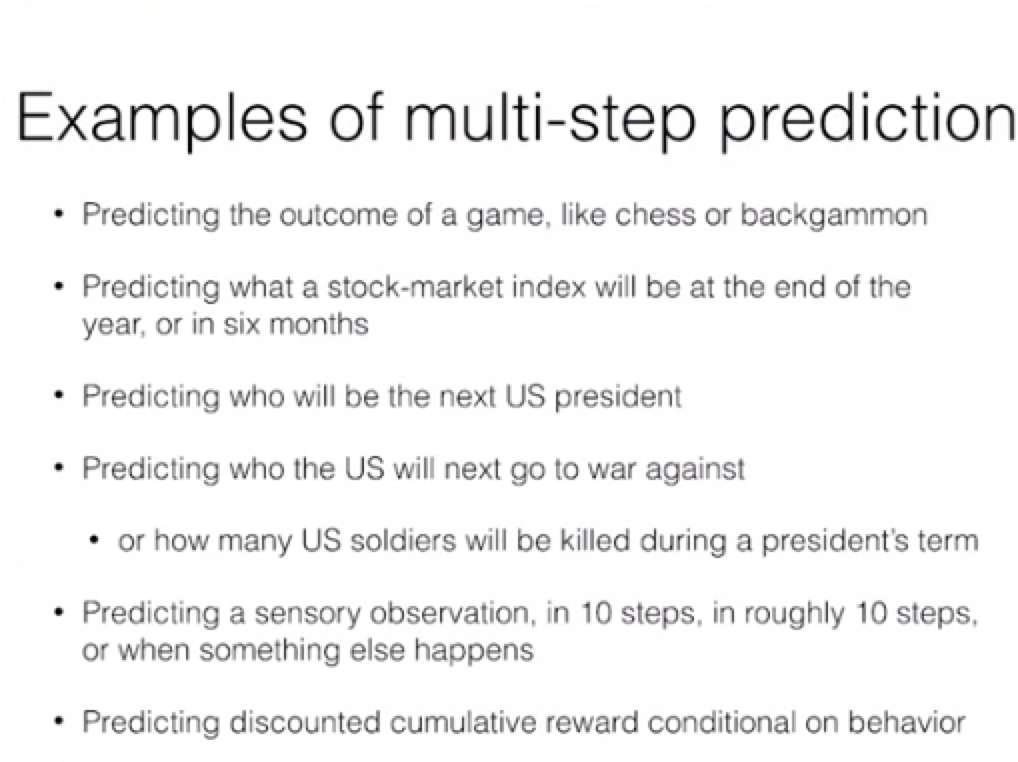 Examples of multi-step prediction
• Predicting the outcome of a game, like chess or backgammon
• Predicting what a stock-market index will be at the end of the
year, or in six months
• Predicting who will be the next US president
• Predicting who the US will next go to war against
• or how many US soldiers will be killed during a president's term
• Predicting a sensory observation, in 10 steps, in roughly 10 steps,
or when something else happens
• Predicting discounted cumulative reward conditional on behavior